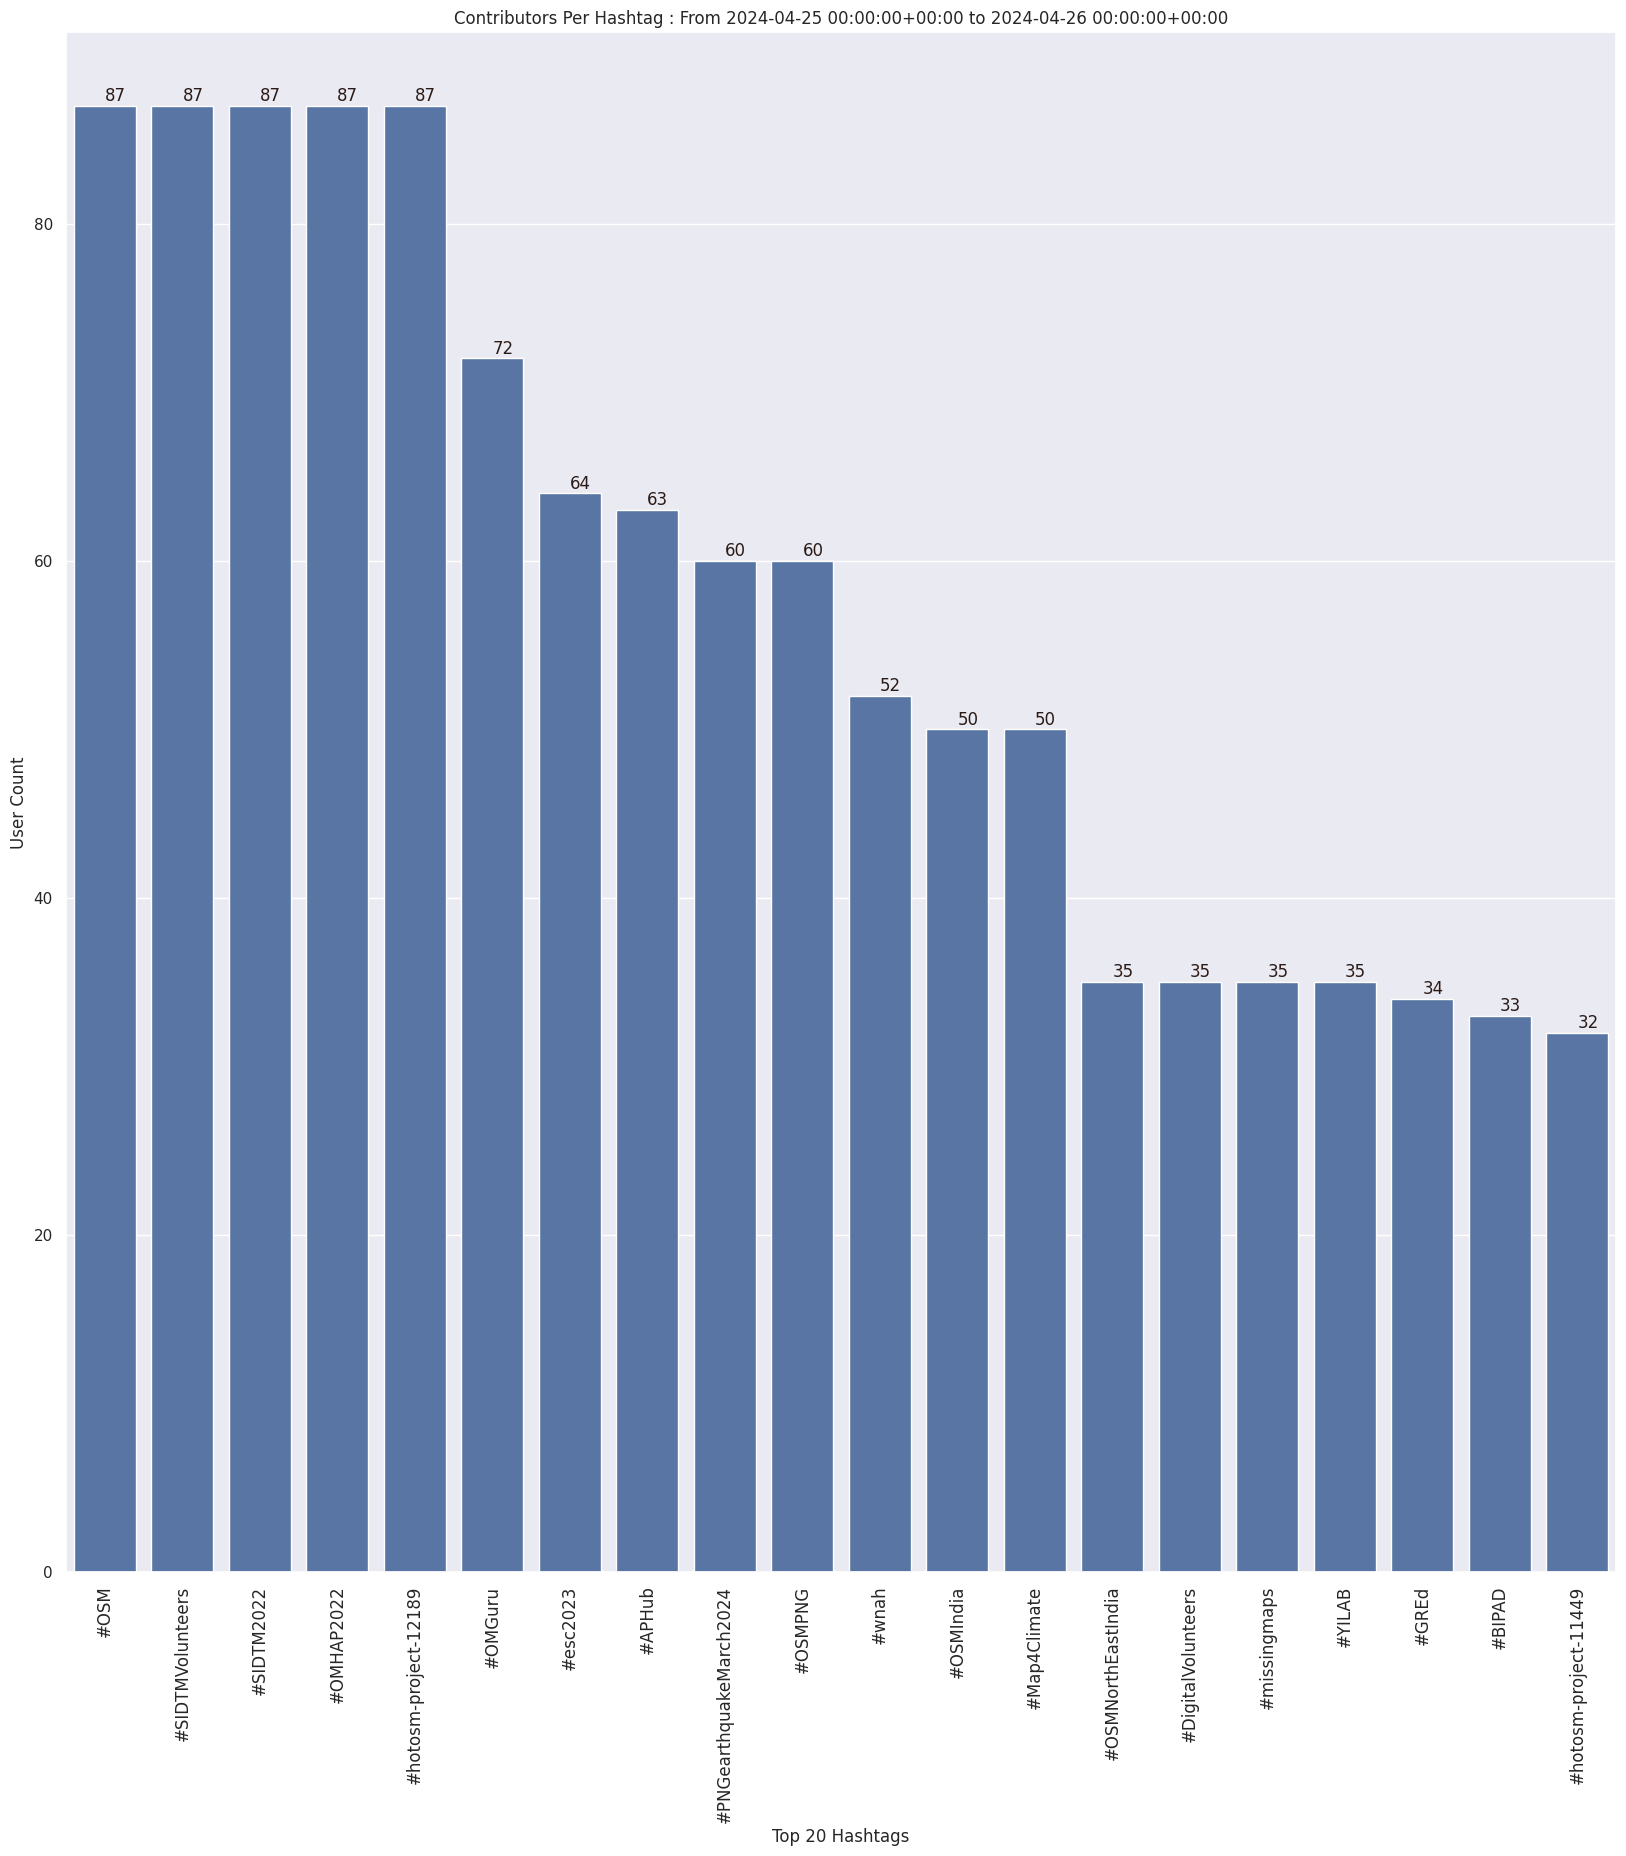 Contributors Per Hashtag : From 2024-04-25 00:00:00+00:00 to 2024-04-26 00:00:00+00:00
87
87
87
87
87
72
64
63
60
60
52
50
50
35
35
35
35
34
33
32
80
60
40
20
0
User Count
#OSM
#SIDTMVolunteers
#SIDTM2022
#OMHAP2022
#hotosm-project-12189
#OMGuru
#esc2023
#APHub
#PNGearthquakeMarch2024
#OSMPNG
#wnah
#OSMIndia
#Map4Climate
#OSMNorthEastIndia
#DigitalVolunteers
#missingmaps
#YILAB
#GREd
#BIPAD
#hotosm-project-11449
Top 20 Hashtags